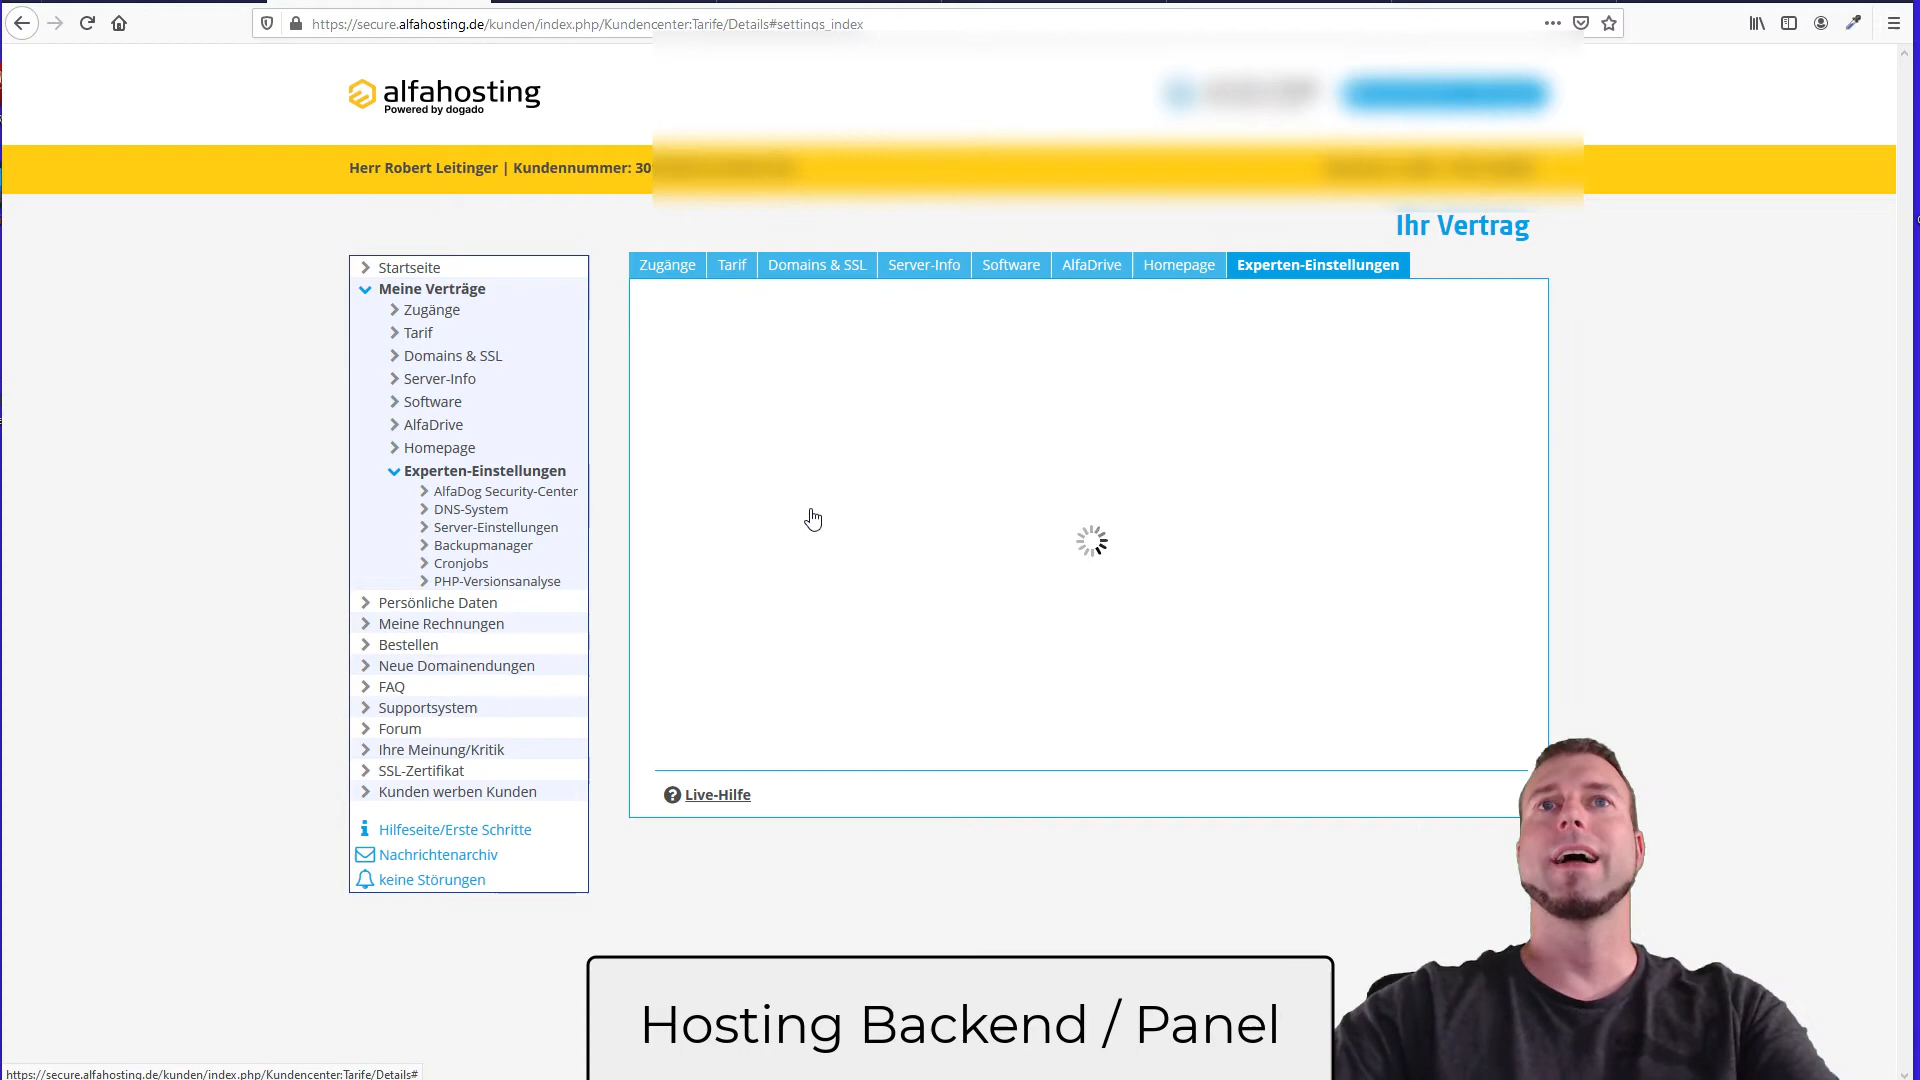 https://secure.alfahosting.de/kunden/index.php/Kundencenter:Tarife/Details#settings_index
alfahosting
Powered by dogado
Herr Robert Leitinger | Kundennummer: 30
Ihr Vertrag
Zugänge
Tarif
Domains & SSL
Server-Info
Software
AlfaDrive
Homepage
Experten-Einstellungen
Startseite
Meine Verträge
Zugänge
Tarif
Domains & SSL
Server-Info
Software
AlfaDrive
Homepage
Experten-Einstellungen
AlfaDog Security-Center
DNS-System
Server-Einstellungen
Backupmanager
Cronjobs
PHP-Versionsanalyse
Persönliche Daten
Meine Rechnungen
Bestellen
Neue Domainendungen
FAQ
Supportsystem
Forum
Ihre Meinung/Kritik
SSL-Zertifikat
Kunden werben Kunden
Hilfeseite/Erste Schritte
Nachrichtenarchiv
keine Störungen
Live-Hilfe
Hosting Backend / Panel
https://secure.alfahosting.de/kunden/index.php/Kundencenter:Tarife/Details#